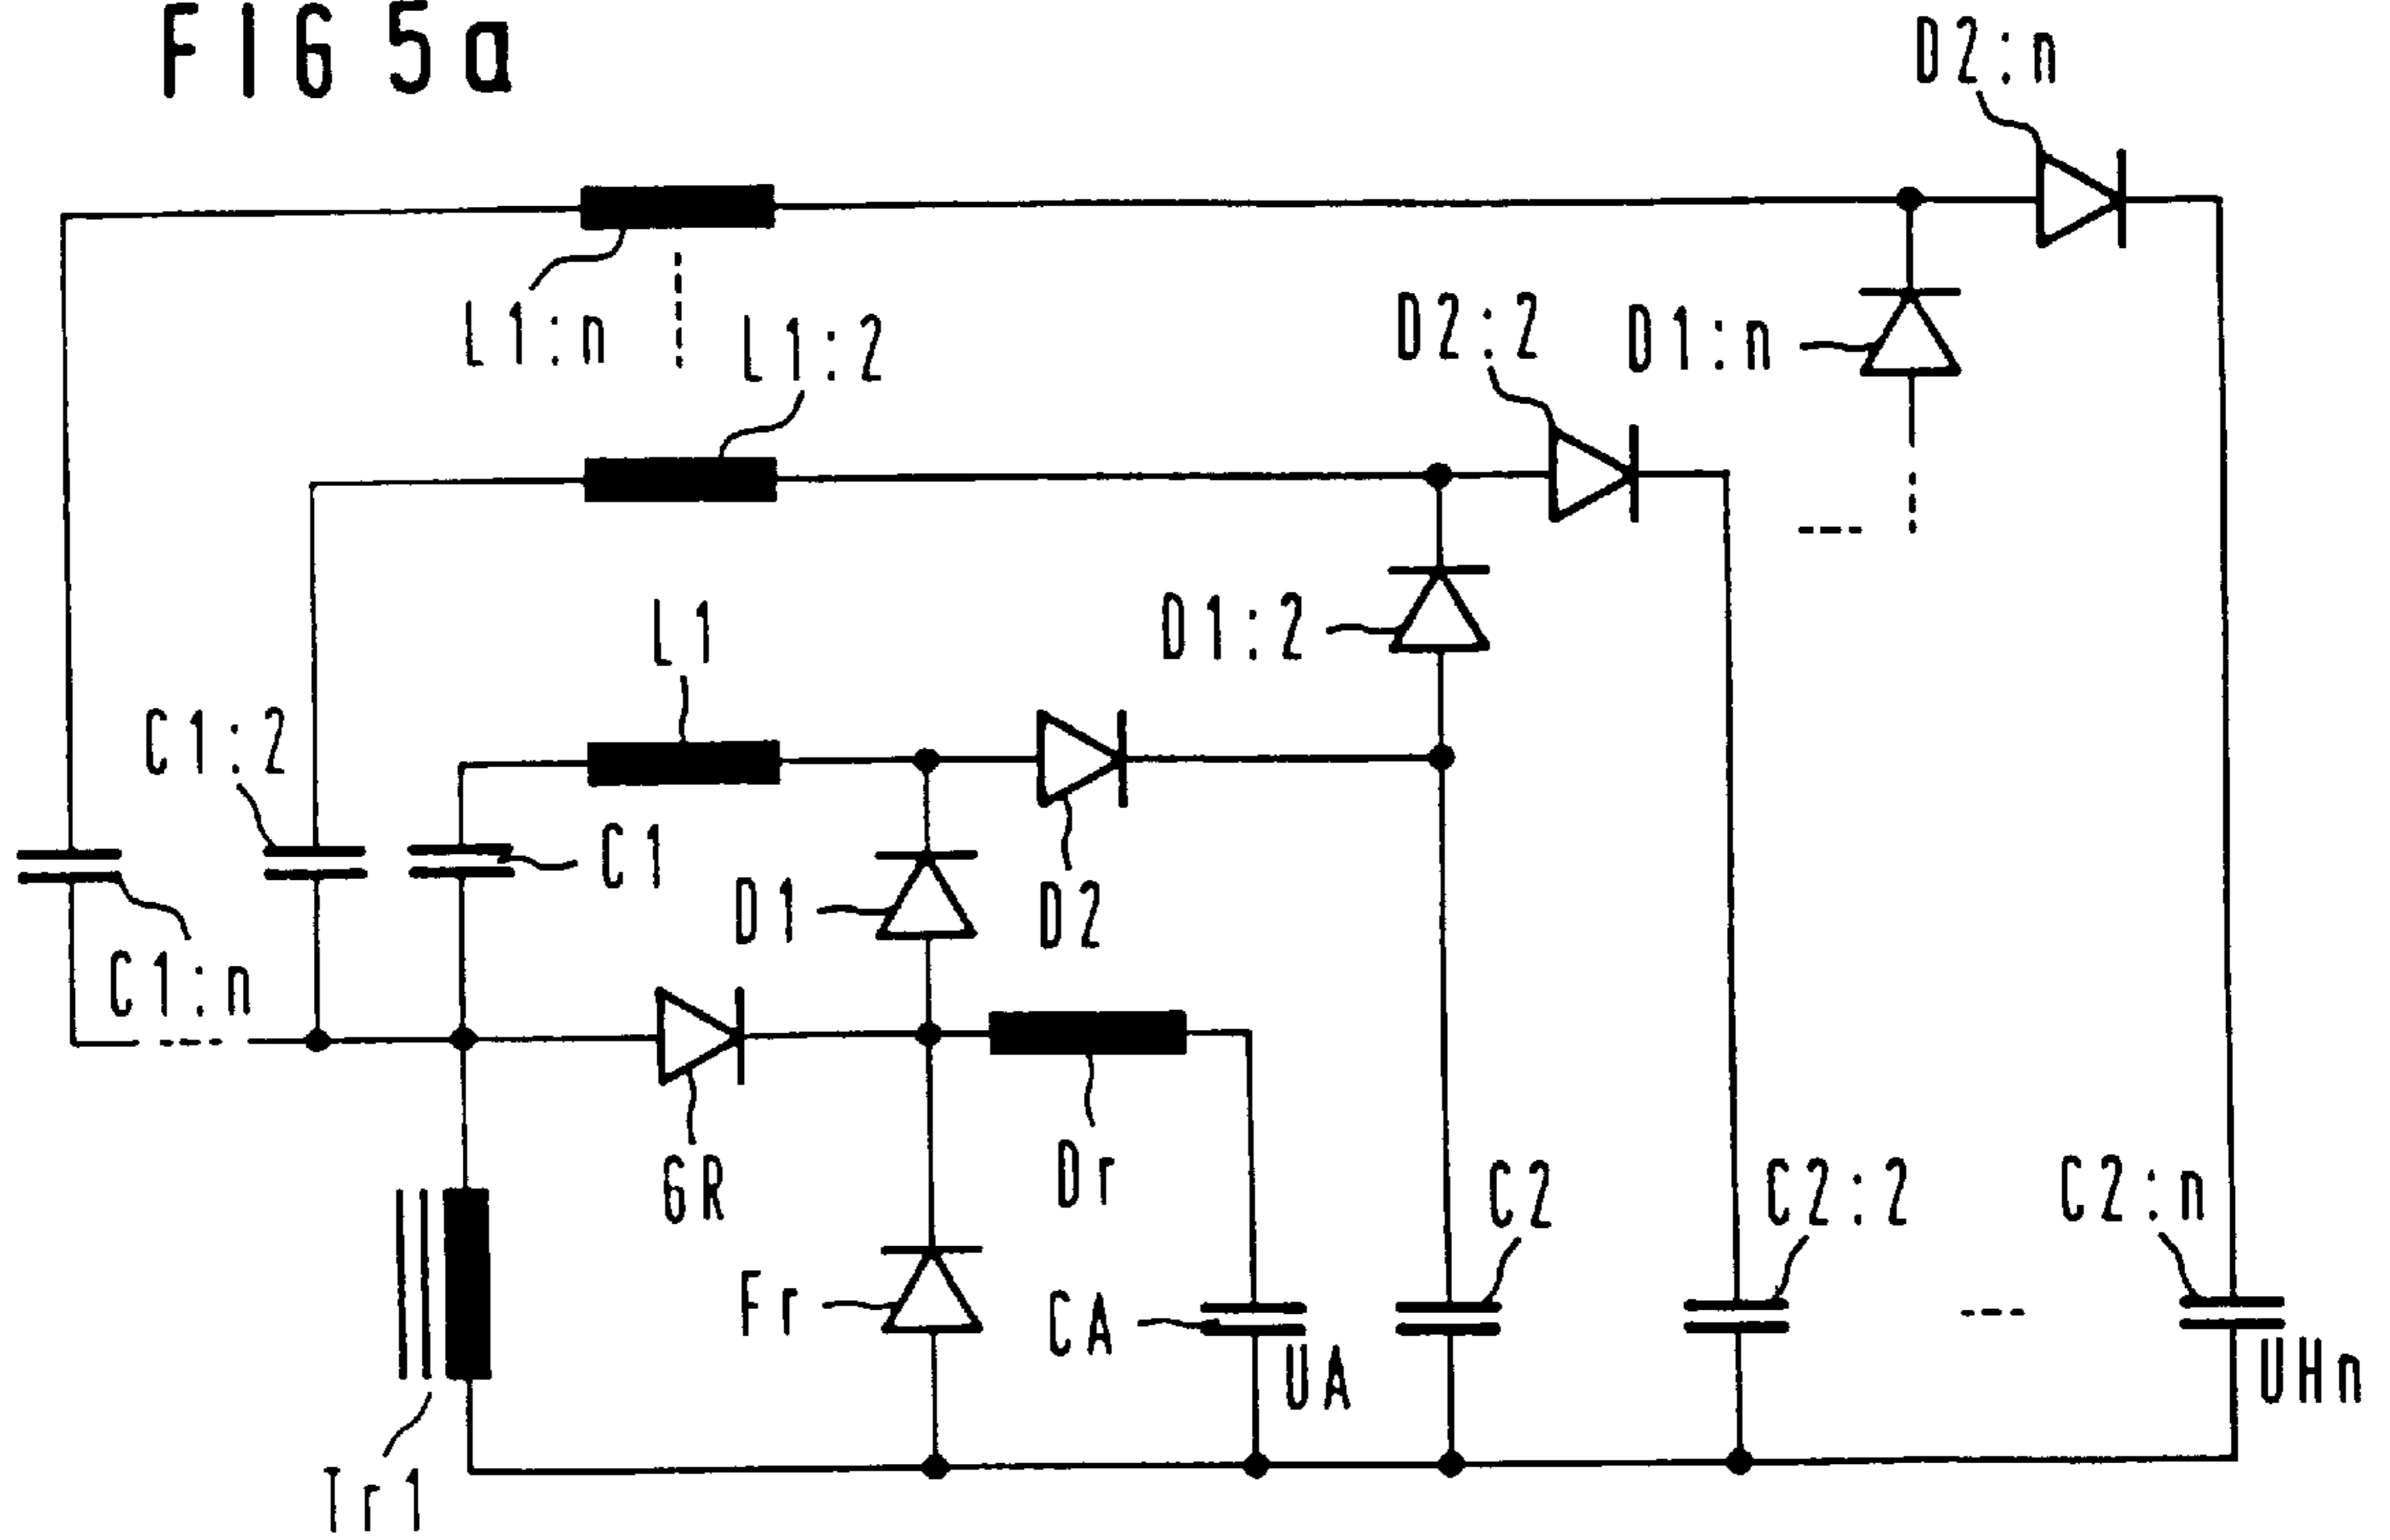 FIG 5a
D2:n
L1:n
L1:2
D2:2
D1:n
L1
D1:2
C1:2
C1
D1
D2
C1:n
GR
Dr
C2
C2:2
C2:n
Fr
CA
UA
UHn
Tr1